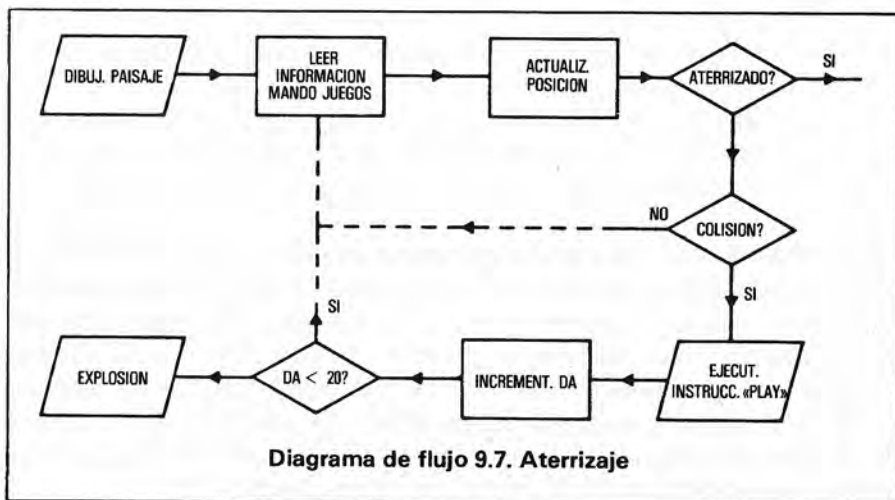 DIBUJ. PAISAJE
LEER
INFORMACION
MANDO JUEGOS
ACTUALIZ.
POSICION
ATERRIZADO?
SI
COLISION?
NO
SI
EJECUT.
INSTRUCC. «PLAY»
INCREMENT. DA
DA < 20?
SI
EXPLOSION
Diagrama de flujo 9.7. Aterrizaje